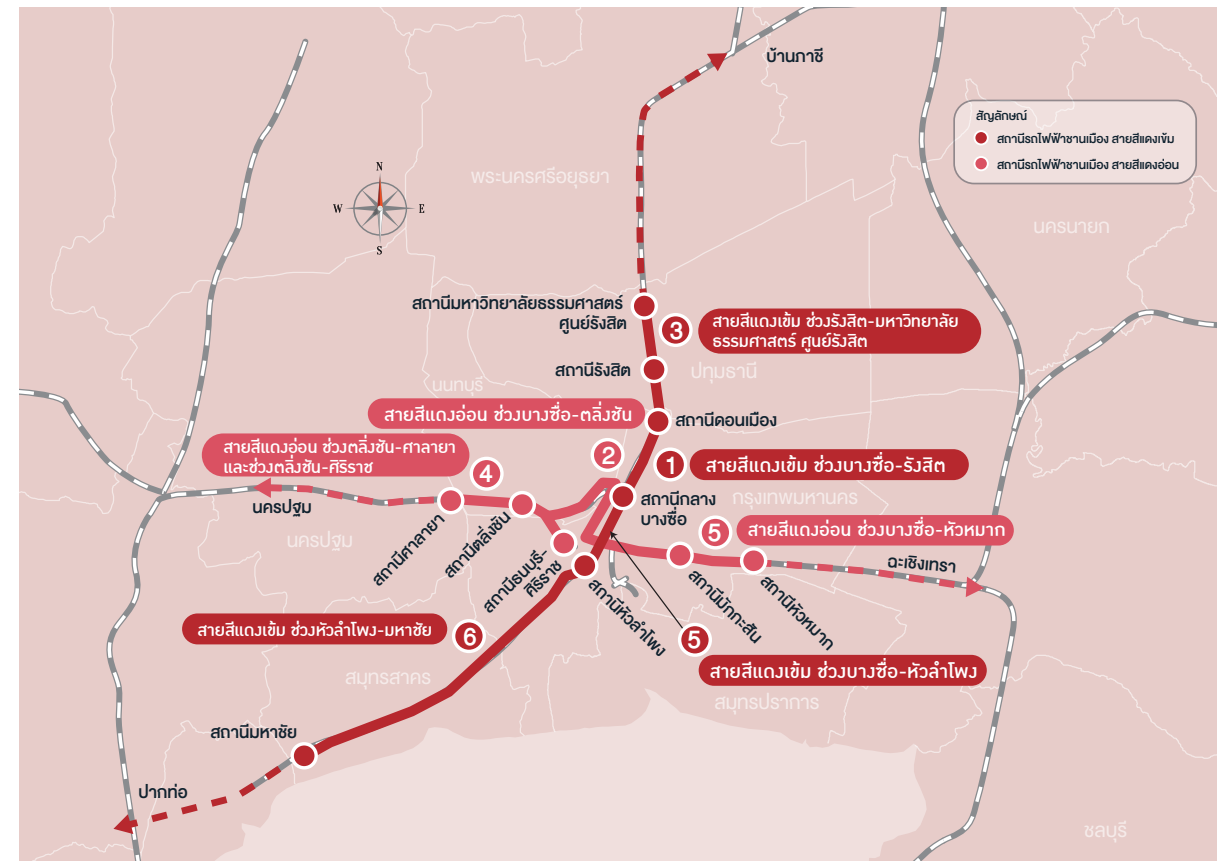 บ้านภาชี
สัญลักษณ์
สถานีรถไฟฟ้าชานเมือง สายสีแดงเข้ม
สถานีรถไฟฟ้าชานเมือง สายสีแดงอ่อน
พระนครศรีอยุธยา
N
W
E
S
นครนายก
สถานีมหาวิทยาลัยธรรมศาสตร์
ศูนย์รังสิต
3
สายสีแดงเข้ม ช่วงรังสิต-มหาวิทยาลัย
ธรรมศาสตร์ ศูนย์รังสิต
สถานีรังสิต
ปทุมธานี
นนทบุรี
สายสีแดงอ่อน ช่วงบางซื่อ-ตลิ่งชัน
สถานีดอนเมือง
สายสีแดงอ่อน ช่วงตลิ่งชัน-ศาลายา
และช่วงตลิ่งชัน-ศิริราช
2
1
สายสีแดงเข้ม ช่วงบางซื่อ-รังสิต
4
สถานีกลาง
บางซื่อ
กรุงเทพมหานคร
นครปฐม
นครปฐม
สถานีศาลายา
สถานีตลิ่งชัน
สถานีธนบุรี-
ศิริราช
5
สายสีแดงอ่อน ช่วงบางซื่อ-หัวหมาก
ฉะเชิงเทรา
สถานีหัวลำโพง
สถานีมักกะสัน
สถานีหัวหมาก
สายสีแดงเข้ม ช่วงหัวลำโพง-มหาชัย
6
5
สายสีแดงเข้ม ช่วงบางซื่อ-หัวลำโพง
สมุทรสาคร
สมุทรปราการ
สถานีมหาชัย
ปากท่อ
ชลบุรี